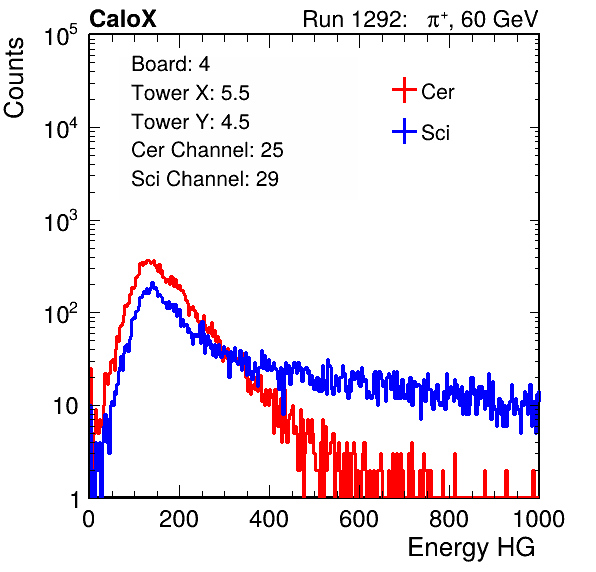 CaloX Run 1292: π⁺, 60 GeV
Counts
10⁵
10⁴
10³
10²
10
1
Board: 4
Tower X: 5.5
Tower Y: 4.5
Cer Channel: 25
Sci Channel: 29
Cer
Sci
0 200 400 600 800 1000
Energy HG